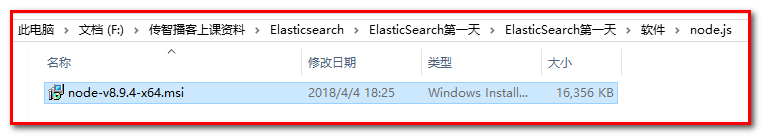 此电脑 > 文档 (F:) > 传智播客上课资料 > Elasticsearch > ElasticSearch第一天 > ElasticSearch第一天 > 软件 > node.js
名称 修改日期 类型 大小
node-v8.9.4-x64.msi 2018/4/4 18:25 Windows Install... 16,356 KB